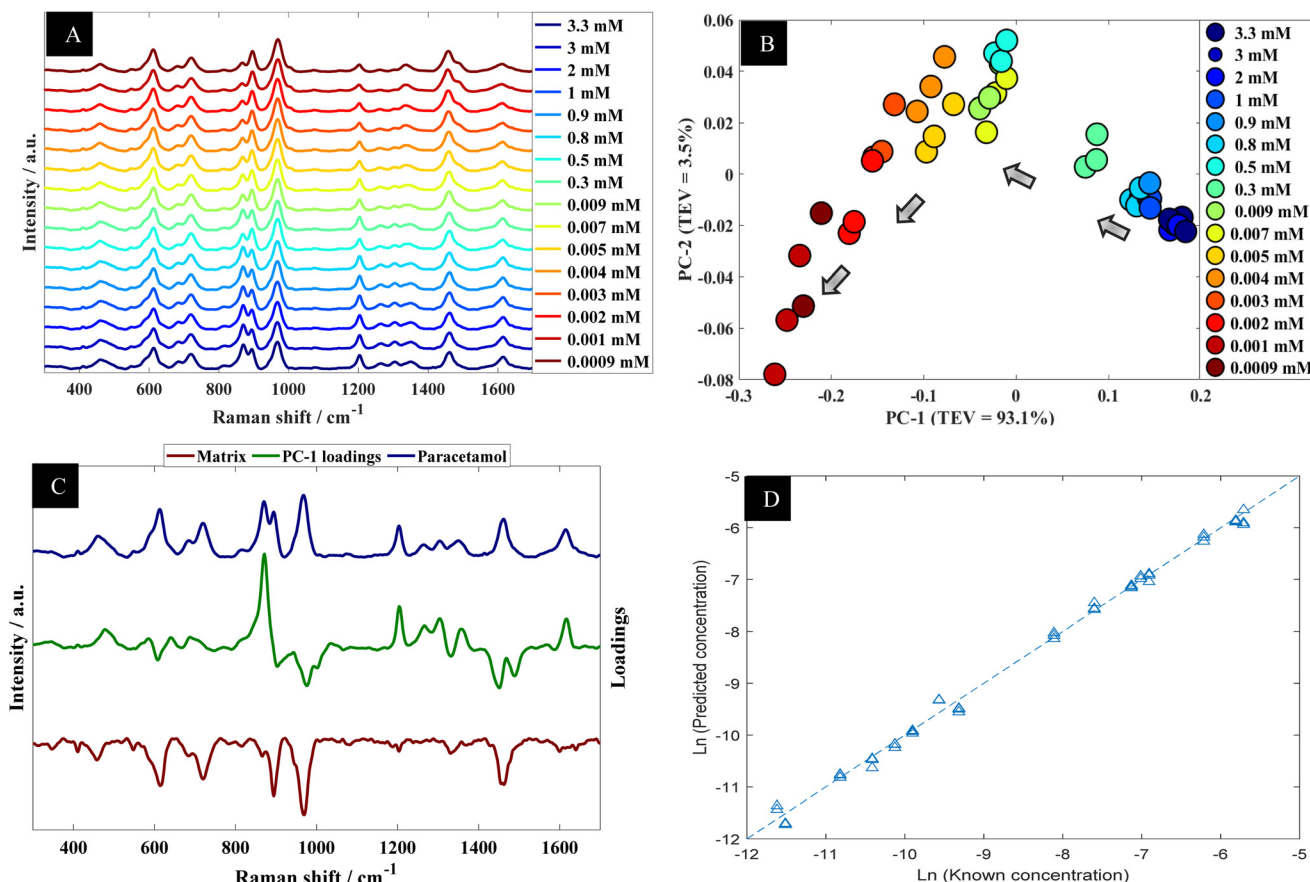 A
Intensity / a.u.
400 600 800 1000 1200 1400 1600
Raman shift / cm-1
3.3 mM
3 mM
2 mM
1 mM
0.9 mM
0.8 mM
0.5 mM
0.3 mM
0.009 mM
0.007 mM
0.005 mM
0.004 mM
0.003 mM
0.002 mM
0.001 mM
0.0009 mM
B
PC-2 (TEV = 3.5%)
0.06
0.04
0.02
0
-0.02
-0.04
-0.06
-0.08
-0.3 -0.2 -0.1 0 0.1 0.2
PC-1 (TEV = 93.1%)
3.3 mM
3 mM
2 mM
1 mM
0.9 mM
0.8 mM
0.5 mM
0.3 mM
0.009 mM
0.007 mM
0.005 mM
0.004 mM
0.003 mM
0.002 mM
0.001 mM
0.0009 mM
Matrix PC-1 loadings Paracetamol
C
Intensity / a.u.
Loadings
400 600 800 1000 1200 1400 1600
Raman shift / cm-1
D
Ln (Predicted concentration)
-5
-6
-7
-8
-9
-10
-11
-12
-12 -11 -10 -9 -8 -7 -6 -5
Ln (Known concentration)